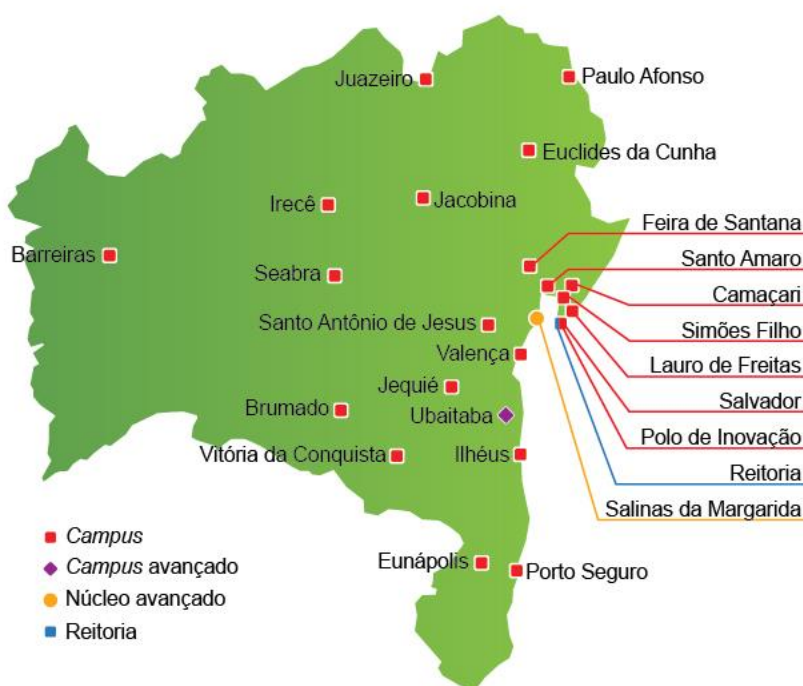 Juazeiro
Paulo Afonso
Euclides da Cunha
Irecê
Jacobina
Feira de Santana
Barreiras
Santo Amaro
Seabra
Camaçari
Santo Antônio de Jesus
Simões Filho
Valença
Lauro de Freitas
Jequié
Salvador
Brumado
Ubaitaba
Polo de Inovação
Vitória da Conquista
Ilhéus
Reitoria
Salinas da Margarida
Campus
Campus avançado
Núcleo avançado
Reitoria
Eunápolis
Porto Seguro